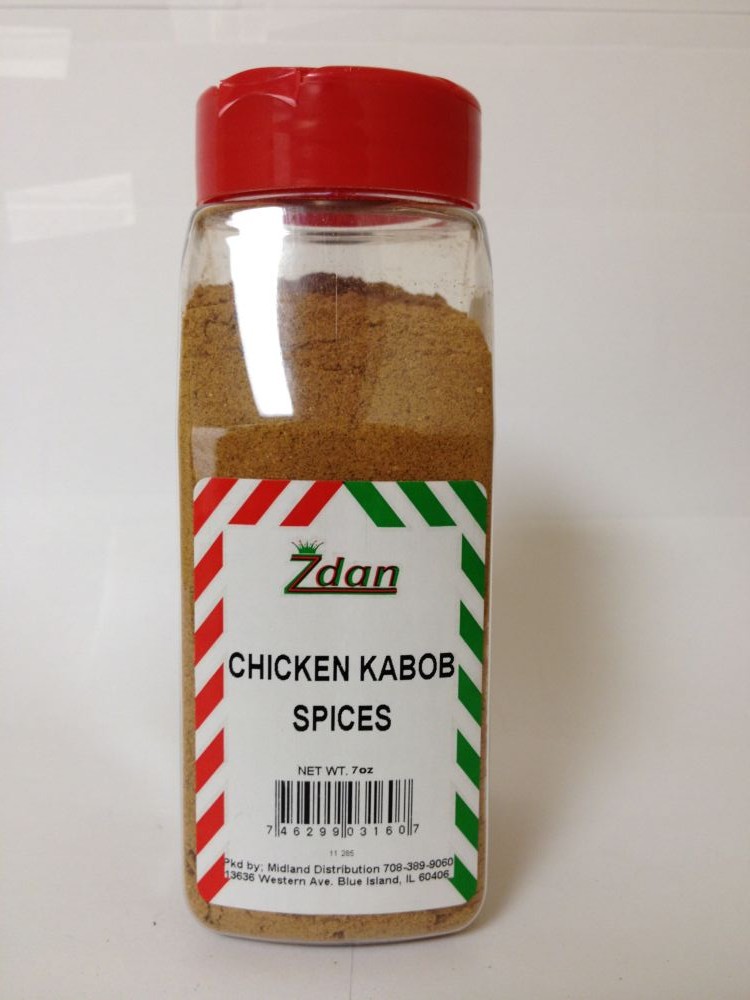 Zdan
CHICKEN KABOB
SPICES
NET WT. 7oz
7 46299 03160 7
11 285
Pkd by: Midland Distribution 708-389-9060
13636 Western Ave. Blue Island, IL 60406